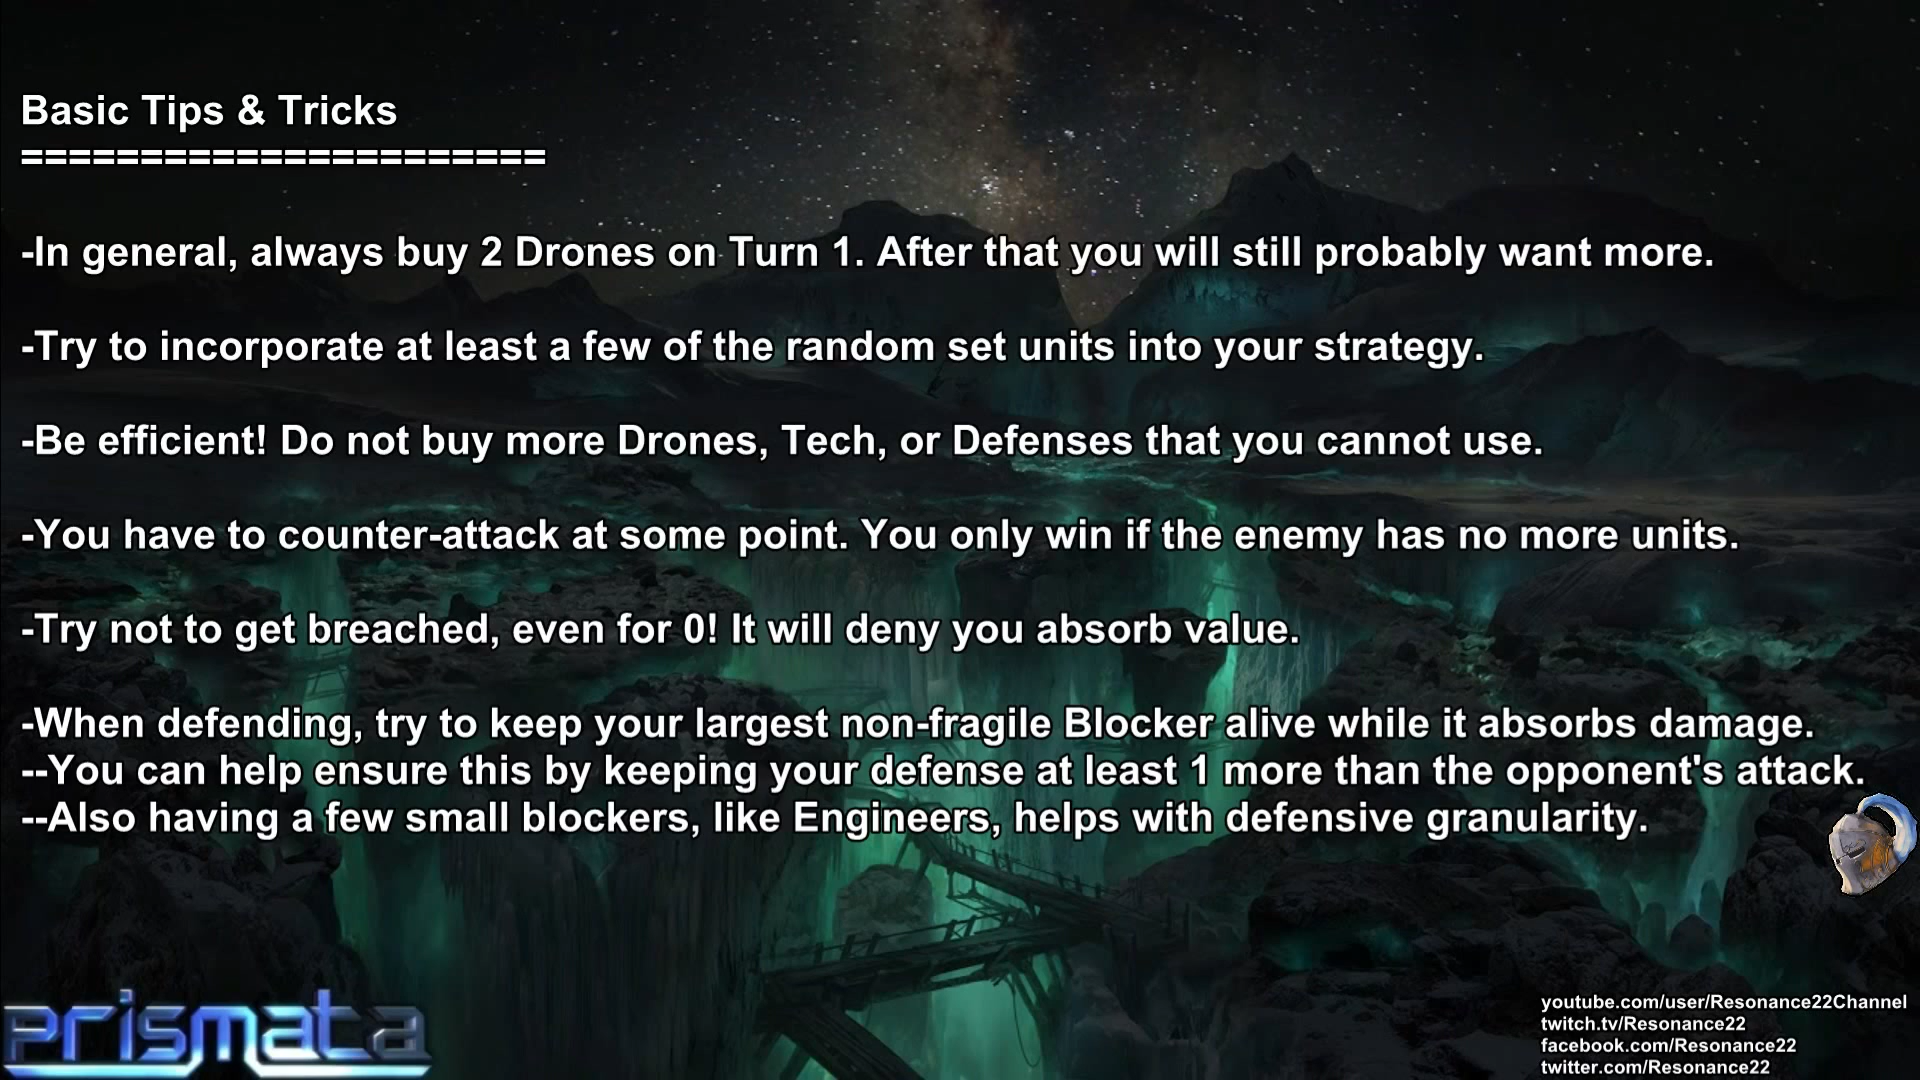 Basic Tips & Tricks
======================
-In general, always buy 2 Drones on Turn 1. After that you will still probably want more.
-Try to incorporate at least a few of the random set units into your strategy.
-Be efficient! Do not buy more Drones, Tech, or Defenses that you cannot use.
-You have to counter-attack at some point. You only win if the enemy has no more units.
-Try not to get breached, even for 0! It will deny you absorb value.
-When defending, try to keep your largest non-fragile Blocker alive while it absorbs damage.
--You can help ensure this by keeping your defense at least 1 more than the opponent's attack.
--Also having a few small blockers, like Engineers, helps with defensive granularity.
prismata
youtube.com/user/Resonance22Channel
twitch.tv/Resonance22
facebook.com/Resonance22
twitter.com/Resonance22